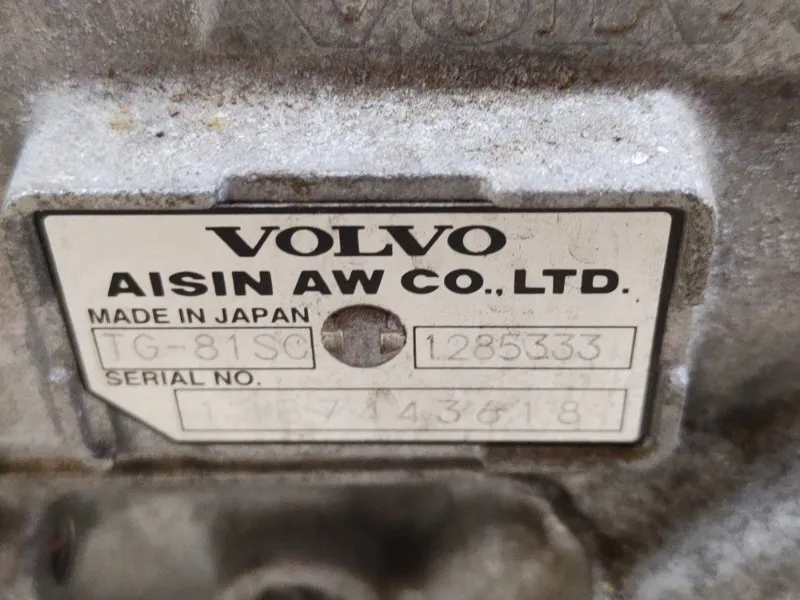 VOLVO
AISIN AW CO.,LTD.
MADE IN JAPAN
TG-81SC 1285333
SERIAL NO.